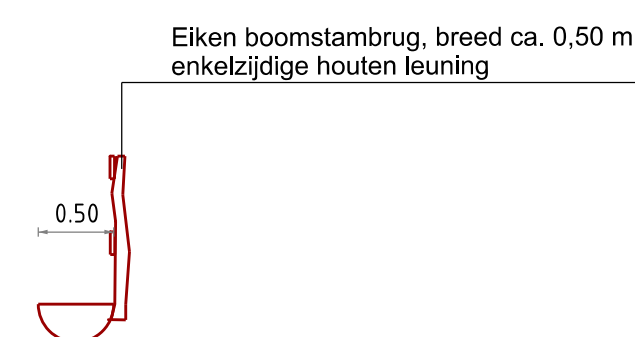 Eiken boomstambrug, breed ca. 0,50 m
enkelzijdige houten leuning
0.50